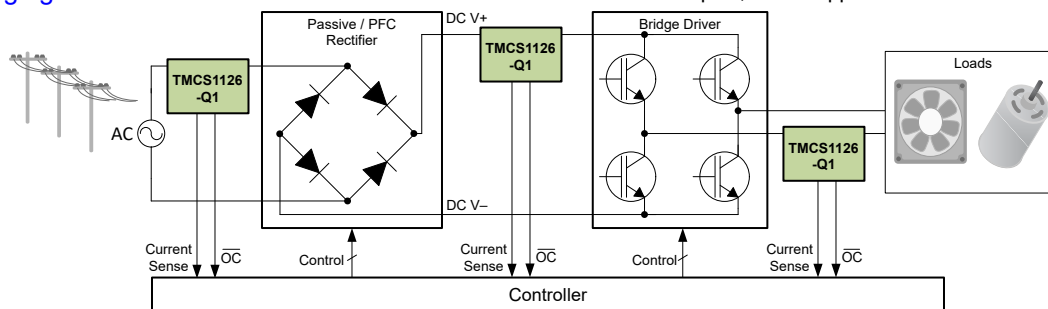 Passive / PFC
Rectifier
DC V+
Bridge Driver
TMCS1126
-Q1
TMCS1126
-Q1
Loads
AC
TMCS1126
-Q1
DC V–
Current
Sense
OC
Control
Current
Sense
OC
Control
Current
Sense
OC
Controller